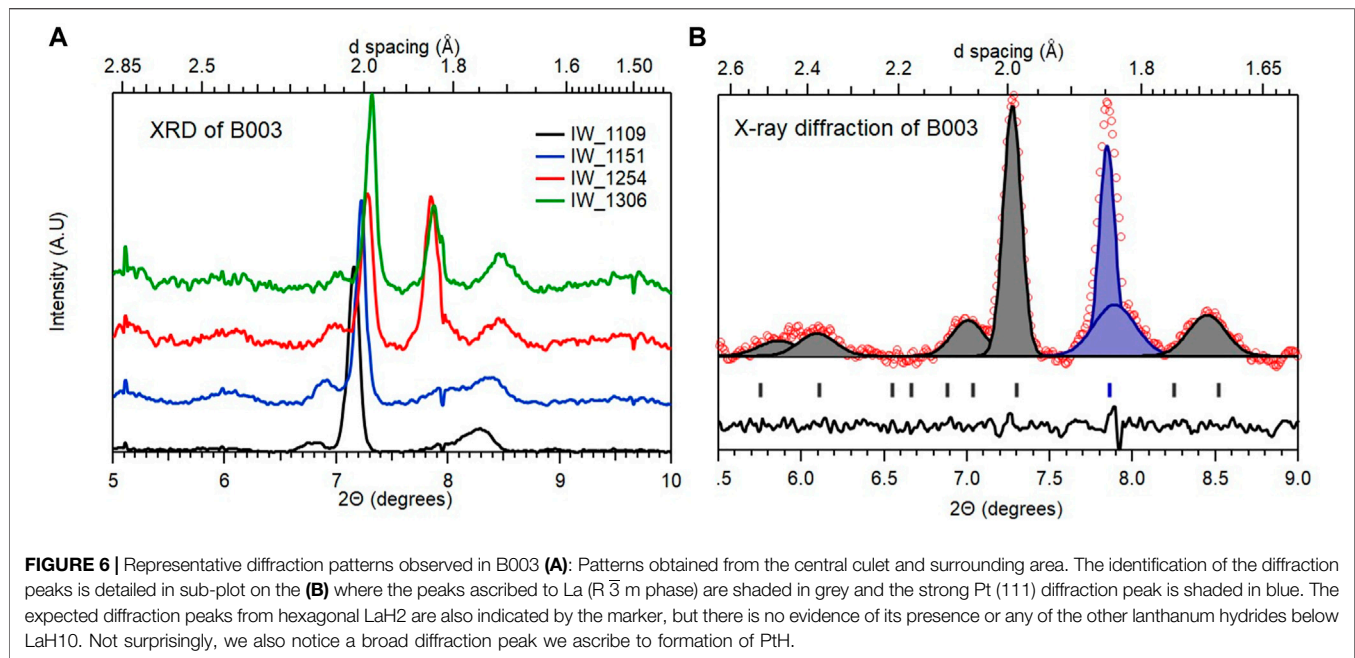 A
d spacing (Å)
2.85 2.5 2.0 1.8 1.6 1.50
XRD of B003
IW_1109
IW_1151
IW_1254
IW_1306
Intensity (A.U)
5 6 7 8 9 10
2Θ (degrees)
B
d spacing (Å)
2.6 2.4 2.2 2.0 1.8 1.65
X-ray diffraction of B003
.5 6.0 6.5 7.0 7.5 8.0 8.5 9.0
2Θ (degrees)
FIGURE 6 | Representative diffraction patterns observed in B003 (A): Patterns obtained from the central culet and surrounding area. The identification of the diffraction
peaks is detailed in sub-plot on the (B) where the peaks ascribed to La (R 3̅ m phase) are shaded in grey and the strong Pt (111) diffraction peak is shaded in blue. The
expected diffraction peaks from hexagonal LaH2 are also indicated by the marker, but there is no evidence of its presence or any of the other lanthanum hydrides below
LaH10. Not surprisingly, we also notice a broad diffraction peak we ascribe to formation of PtH.